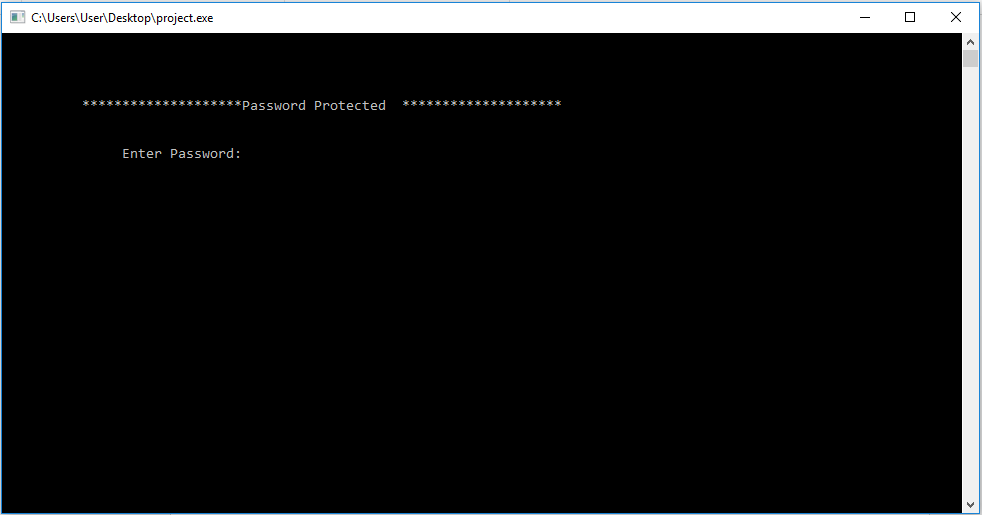 C:\Users\User\Desktop\project.exe
********************Password Protected  ********************
Enter Password: